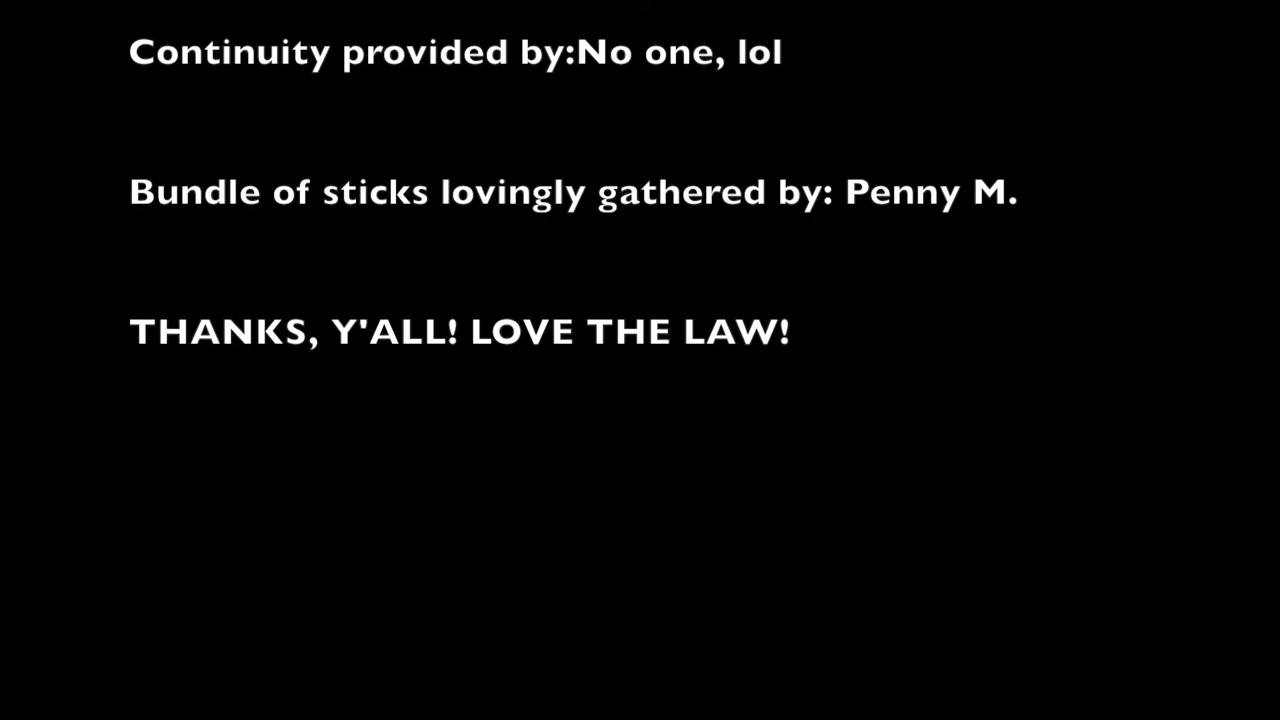 Continuity provided by:No one, lol
Bundle of sticks lovingly gathered by: Penny M.
THANKS, Y'ALL! LOVE THE LAW!